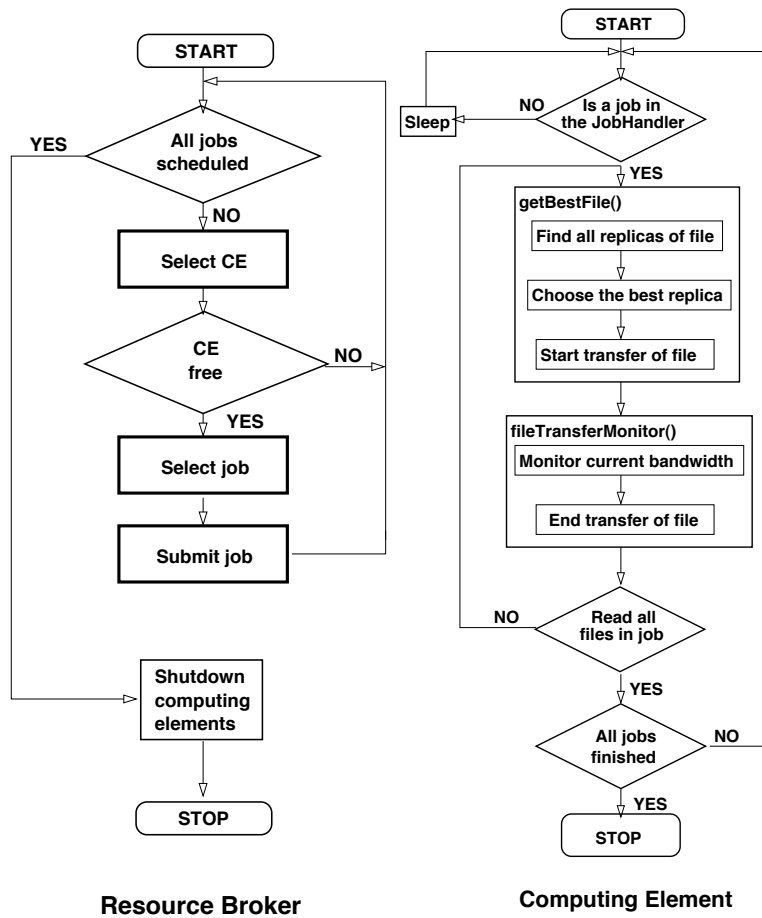 START
All jobs
scheduled
YES
NO
Select CE
CE
free
NO
YES
Select job
Submit job
Shutdown
computing
elements
STOP
Resource Broker
START
Is a job in
the JobHandler
NO
Sleep
YES
getBestFile()
Find all replicas of file
Choose the best replica
Start transfer of file
fileTransferMonitor()
Monitor current bandwidth
End transfer of file
Read all
files in job
NO
YES
All jobs
finished
NO
YES
STOP
Computing Element